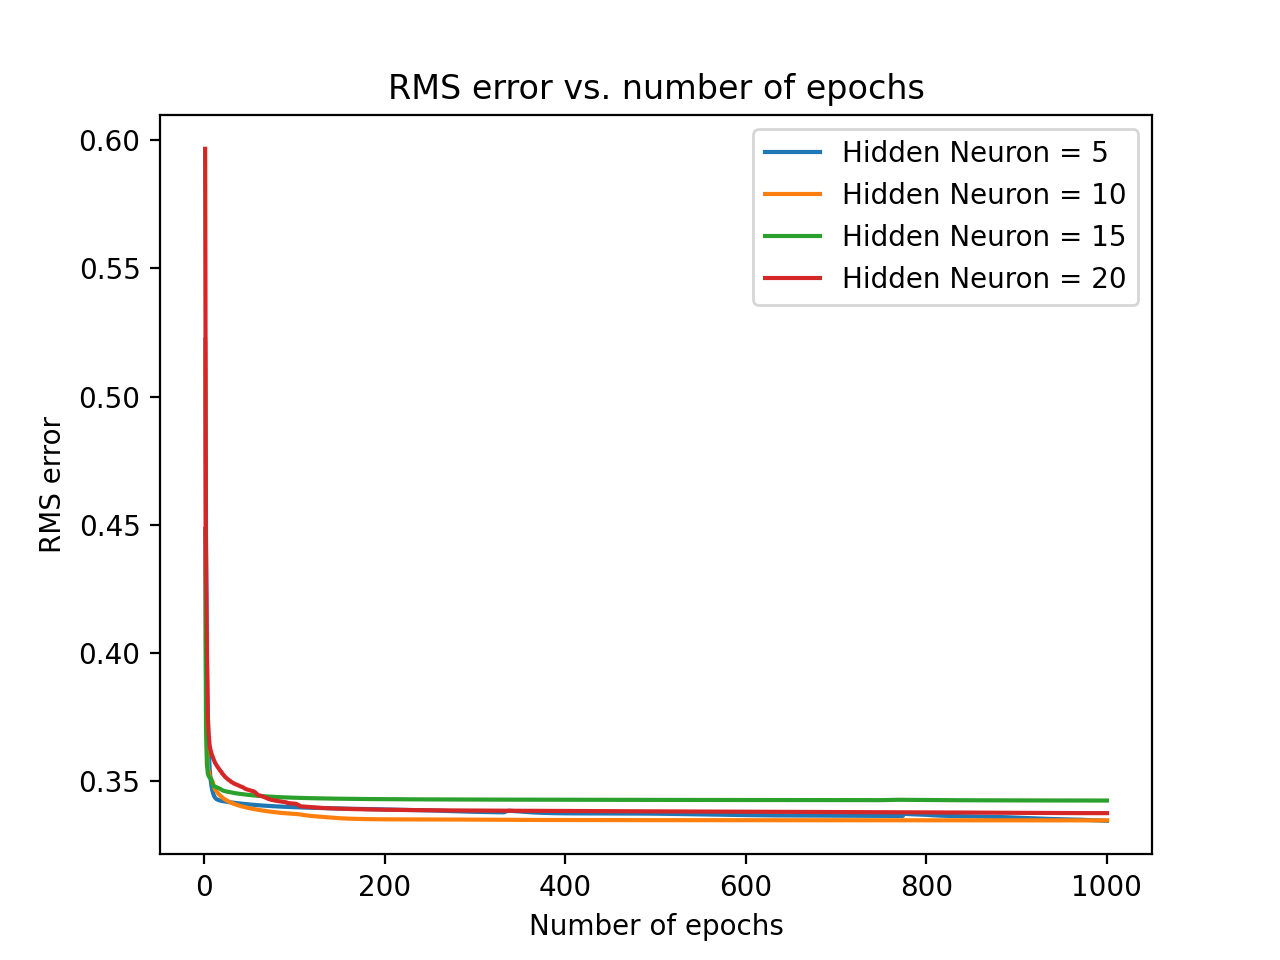 RMS error vs. number of epochs
Hidden Neuron = 5
Hidden Neuron = 10
Hidden Neuron = 15
Hidden Neuron = 20
RMS error
0.60
0.55
0.50
0.45
0.40
0.35
0
200
400
600
800
1000
Number of epochs